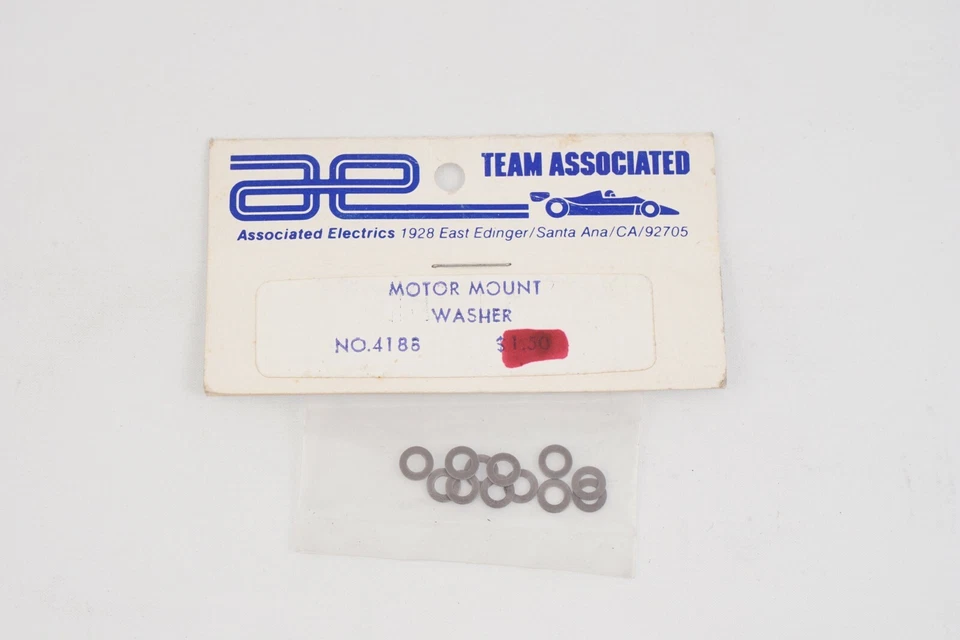 ae TEAM ASSOCIATED
Associated Electrics 1928 East Edinger/Santa Ana/CA/92705
MOTOR MOUNT
WASHER
NO.4188 $1.50